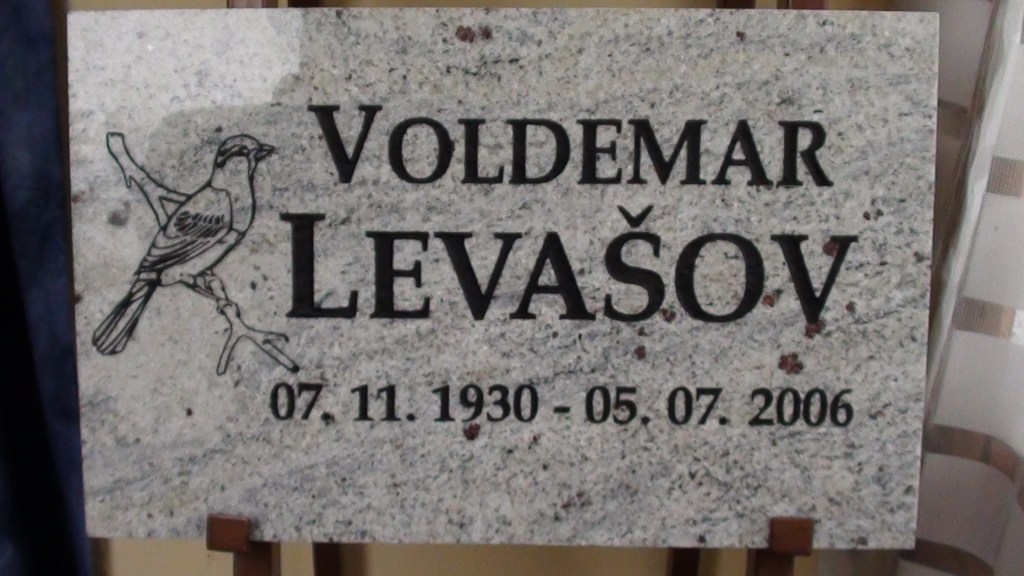 VOLDEMAR
LEVAŠOV
07. 11. 1930 - 05. 07. 2006